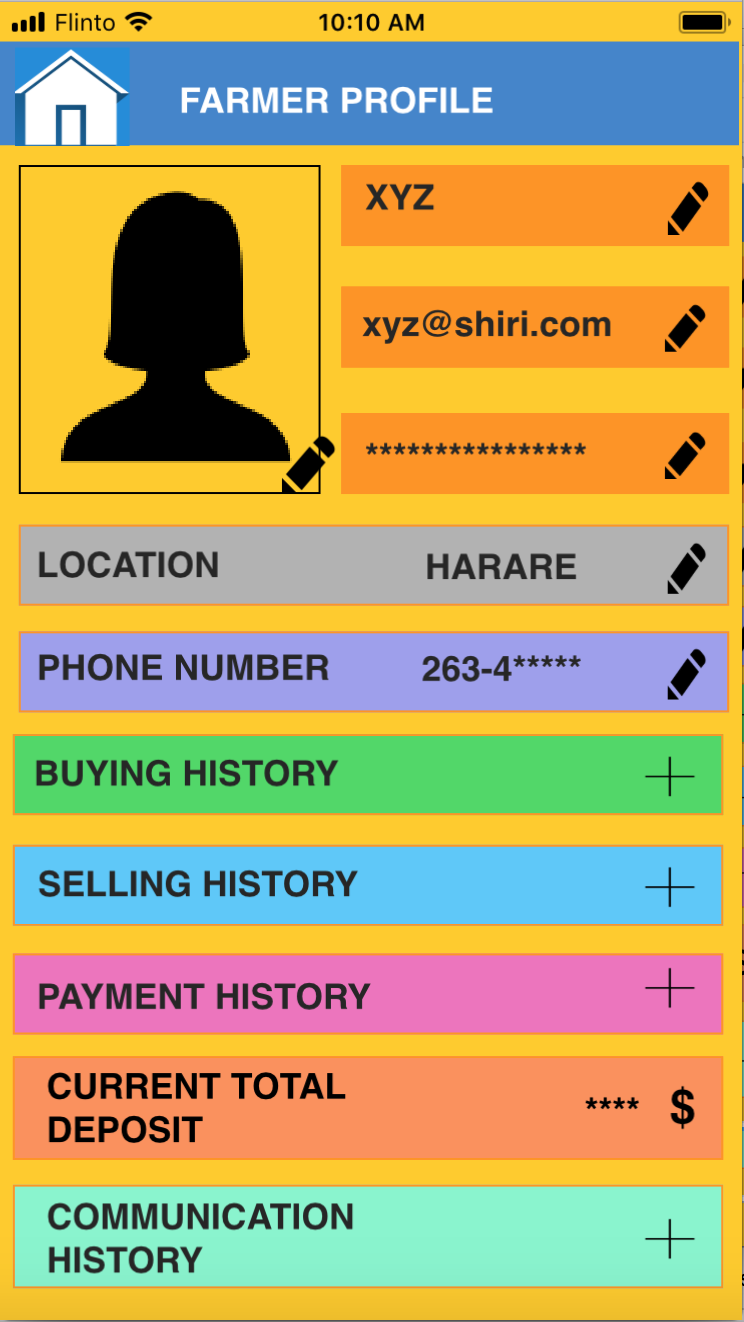 Flinto 10:10 AM
FARMER PROFILE
XYZ
xyz@shiri.com
****************
LOCATION HARARE
PHONE NUMBER 263-4*****
BUYING HISTORY
SELLING HISTORY
PAYMENT HISTORY
CURRENT TOTAL
DEPOSIT
**** $
COMMUNICATION
HISTORY